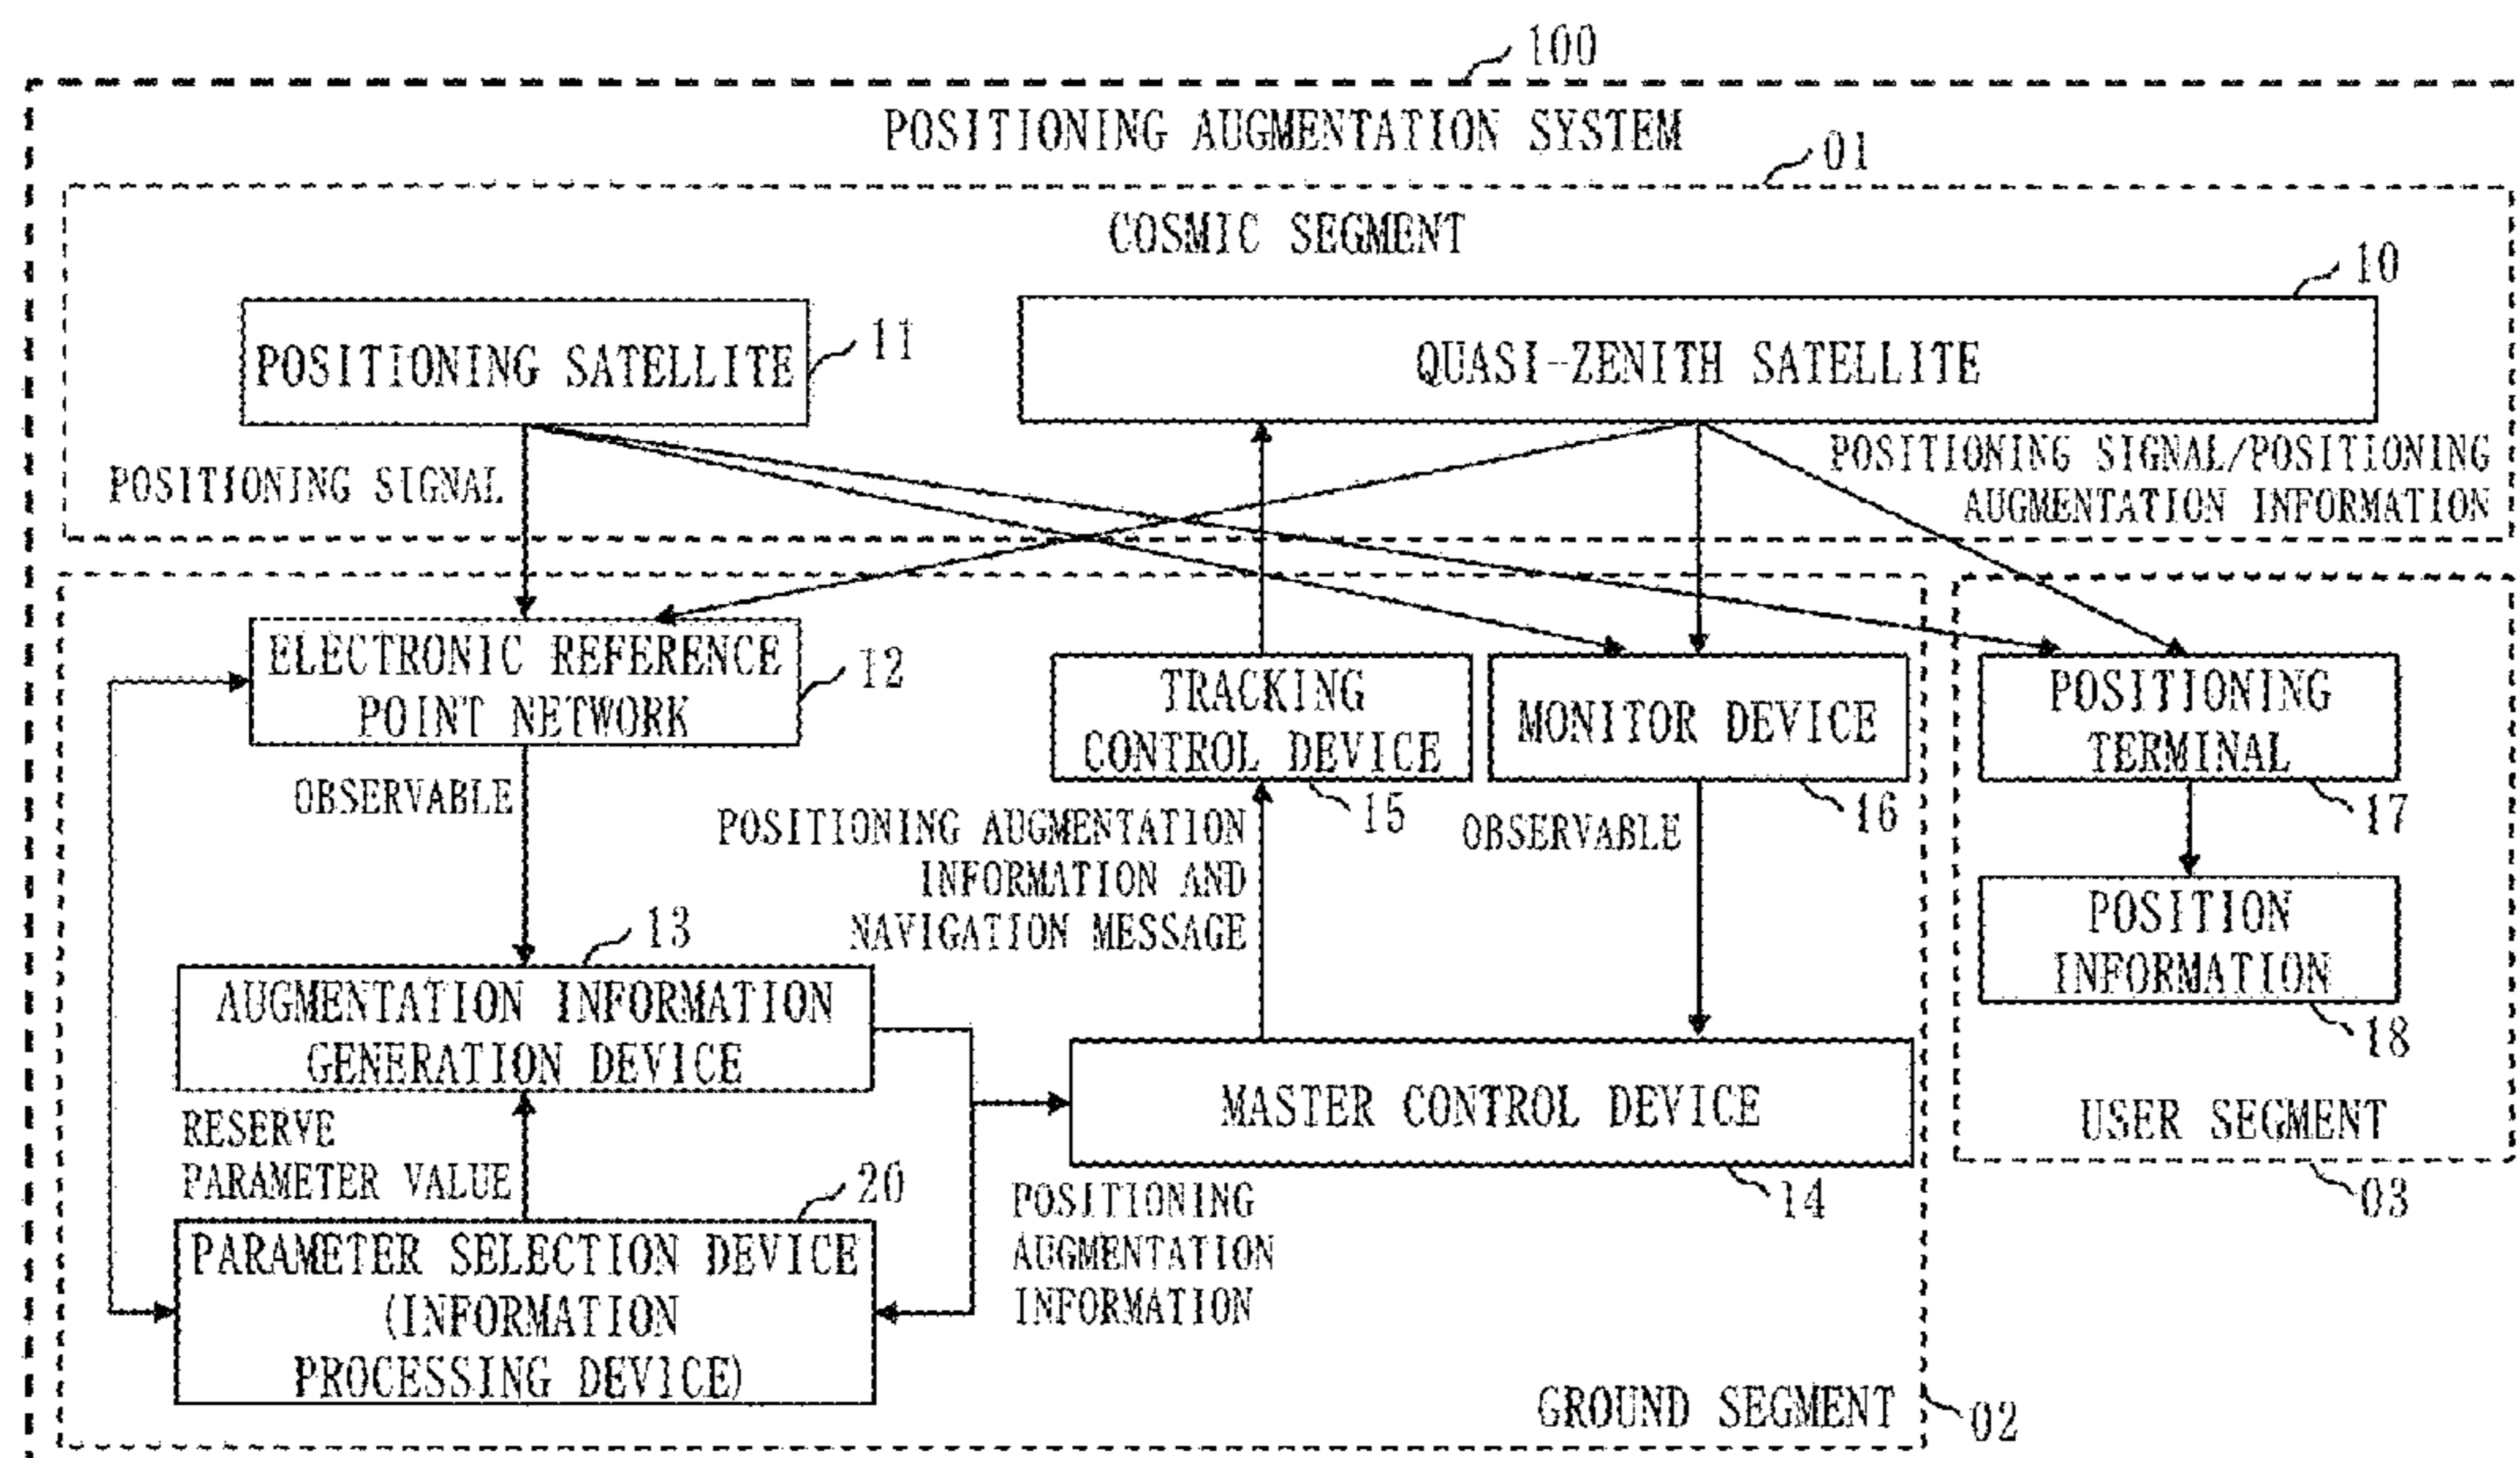 100
POSITIONING AUGMENTATION SYSTEM
01
COSMIC SEGMENT
10
POSITIONING SATELLITE
11
QUASI-ZENITH SATELLITE
POSITIONING SIGNAL
POSITIONING SIGNAL/POSITIONING
AUGMENTATION INFORMATION
ELECTRONIC REFERENCE
POINT NETWORK
12
TRACKING
CONTROL DEVICE
15
MONITOR DEVICE
16
POSITIONING
TERMINAL
17
OBSERVABLE
POSITIONING AUGMENTATION
INFORMATION AND
NAVIGATION MESSAGE
OBSERVABLE
POSITION
INFORMATION
18
13
AUGMENTATION INFORMATION
GENERATION DEVICE
MASTER CONTROL DEVICE
14
USER SEGMENT
03
RESERVE
PARAMETER VALUE
20
PARAMETER SELECTION DEVICE
(INFORMATION
PROCESSING DEVICE)
POSITIONING
AUGMENTATION
INFORMATION
GROUND SEGMENT
02